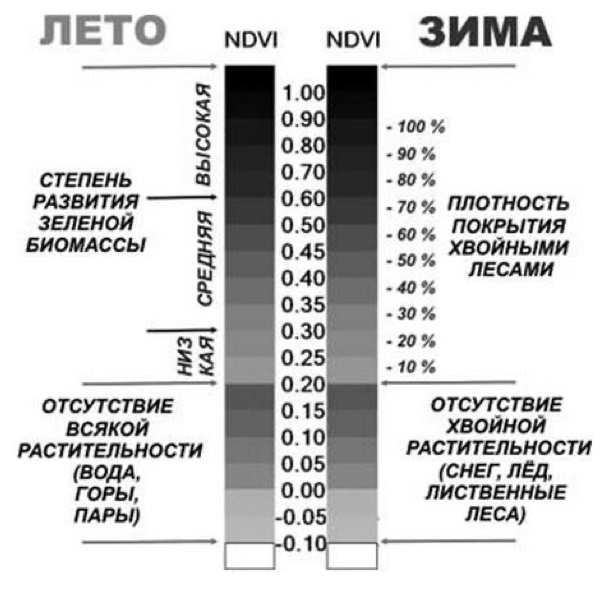 ЛЕТО
NDVI
NDVI
ЗИМА
ВЫСОКАЯ
СРЕДНЯЯ
НИЗ
КАЯ
СТЕПЕНЬ
РАЗВИТИЯ
ЗЕЛЕНОЙ
БИОМАССЫ
ОТСУТСТВИЕ
ВСЯКОЙ
РАСТИТЕЛЬНОСТИ
(ВОДА,
ГОРЫ,
ПАРЫ)
1.00
0.90
0.80
0.70
0.60
0.50
0.45
0.40
0.35
0.30
0.25
0.20
0.15
0.10
0.05
0.00
-0.05
-0.10
- 100 %
- 90 %
- 80 %
- 70 %
- 60 %
- 50 %
- 40 %
- 30 %
- 20 %
- 10 %
ПЛОТНОСТЬ
ПОКРЫТИЯ
ХВОЙНЫМИ
ЛЕСАМИ
ОТСУТСТВИЕ
ХВОЙНОЙ
РАСТИТЕЛЬНОСТИ
(СНЕГ, ЛЁД,
ЛИСТВЕННЫЕ
ЛЕСА)